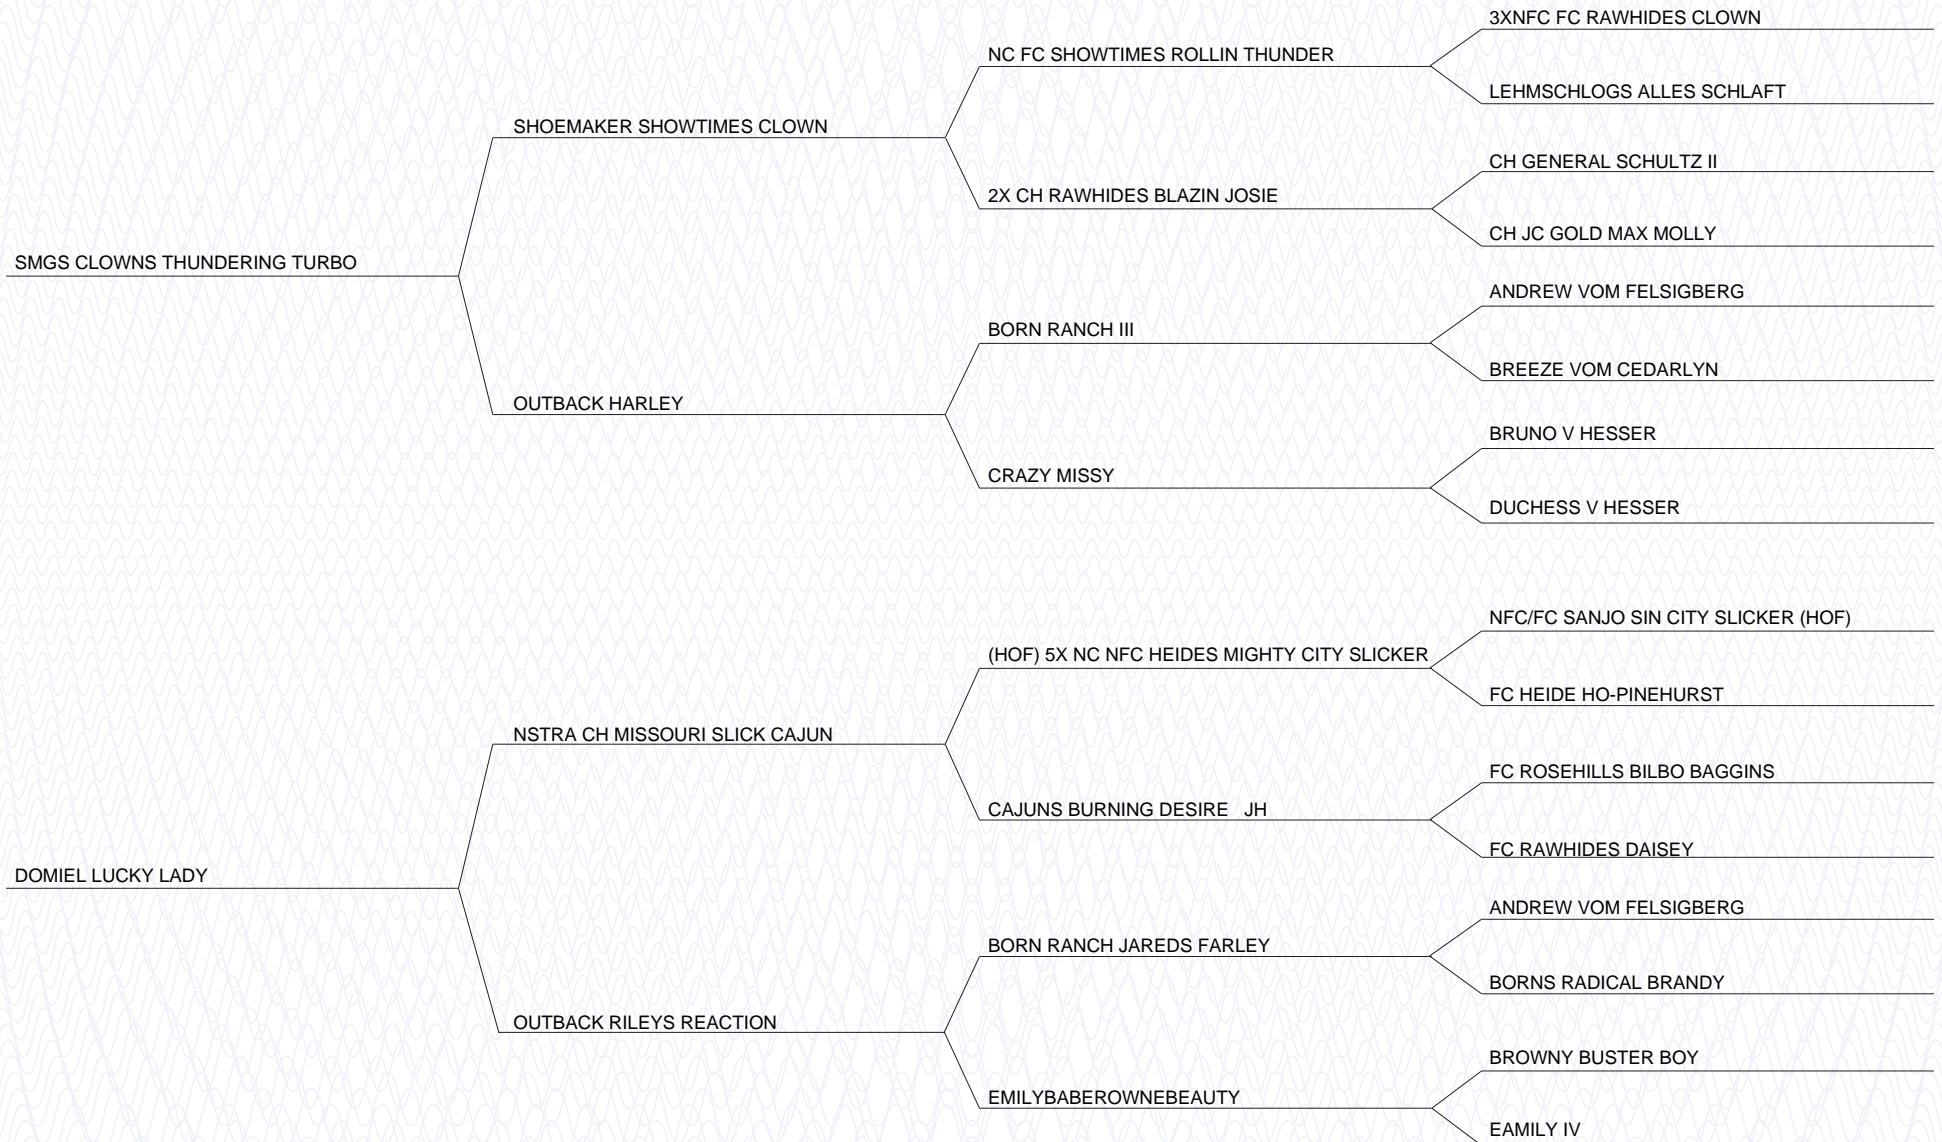 3XNFC FC RAWHIDES CLOWN
NC FC SHOWTIMES ROLLIN THUNDER
LEHMSCHLOGS ALLES SCHLAFT
SHOEMAKER SHOWTIMES CLOWN
CH GENERAL SCHULTZ II
2X CH RAWHIDES BLAZIN JOSIE
CH JC GOLD MAX MOLLY
SMGS CLOWNS THUNDERING TURBO
ANDREW VOM FELSIGBERG
BORN RANCH III
BREEZE VOM CEDARLYN
OUTBACK HARLEY
BRUNO V HESSER
CRAZY MISSY
DUCHESS V HESSER
NFC/FC SANJO SIN CITY SLICKER (HOF)
(HOF) 5X NC NFC HEIDES MIGHTY CITY SLICKER
FC HEIDE HO-PINEHURST
NSTRA CH MISSOURI SLICK CAJUN
FC ROSEHILLS BILBO BAGGINS
CAJUNS BURNING DESIRE   JH
FC RAWHIDES DAISEY
DOMIEL LUCKY LADY
ANDREW VOM FELSIGBERG
BORN RANCH JAREDS FARLEY
BORNS RADICAL BRANDY
OUTBACK RILEYS REACTION
BROWNY BUSTER BOY
EMILYBABEROWNEBEAUTY
EAMILY IV